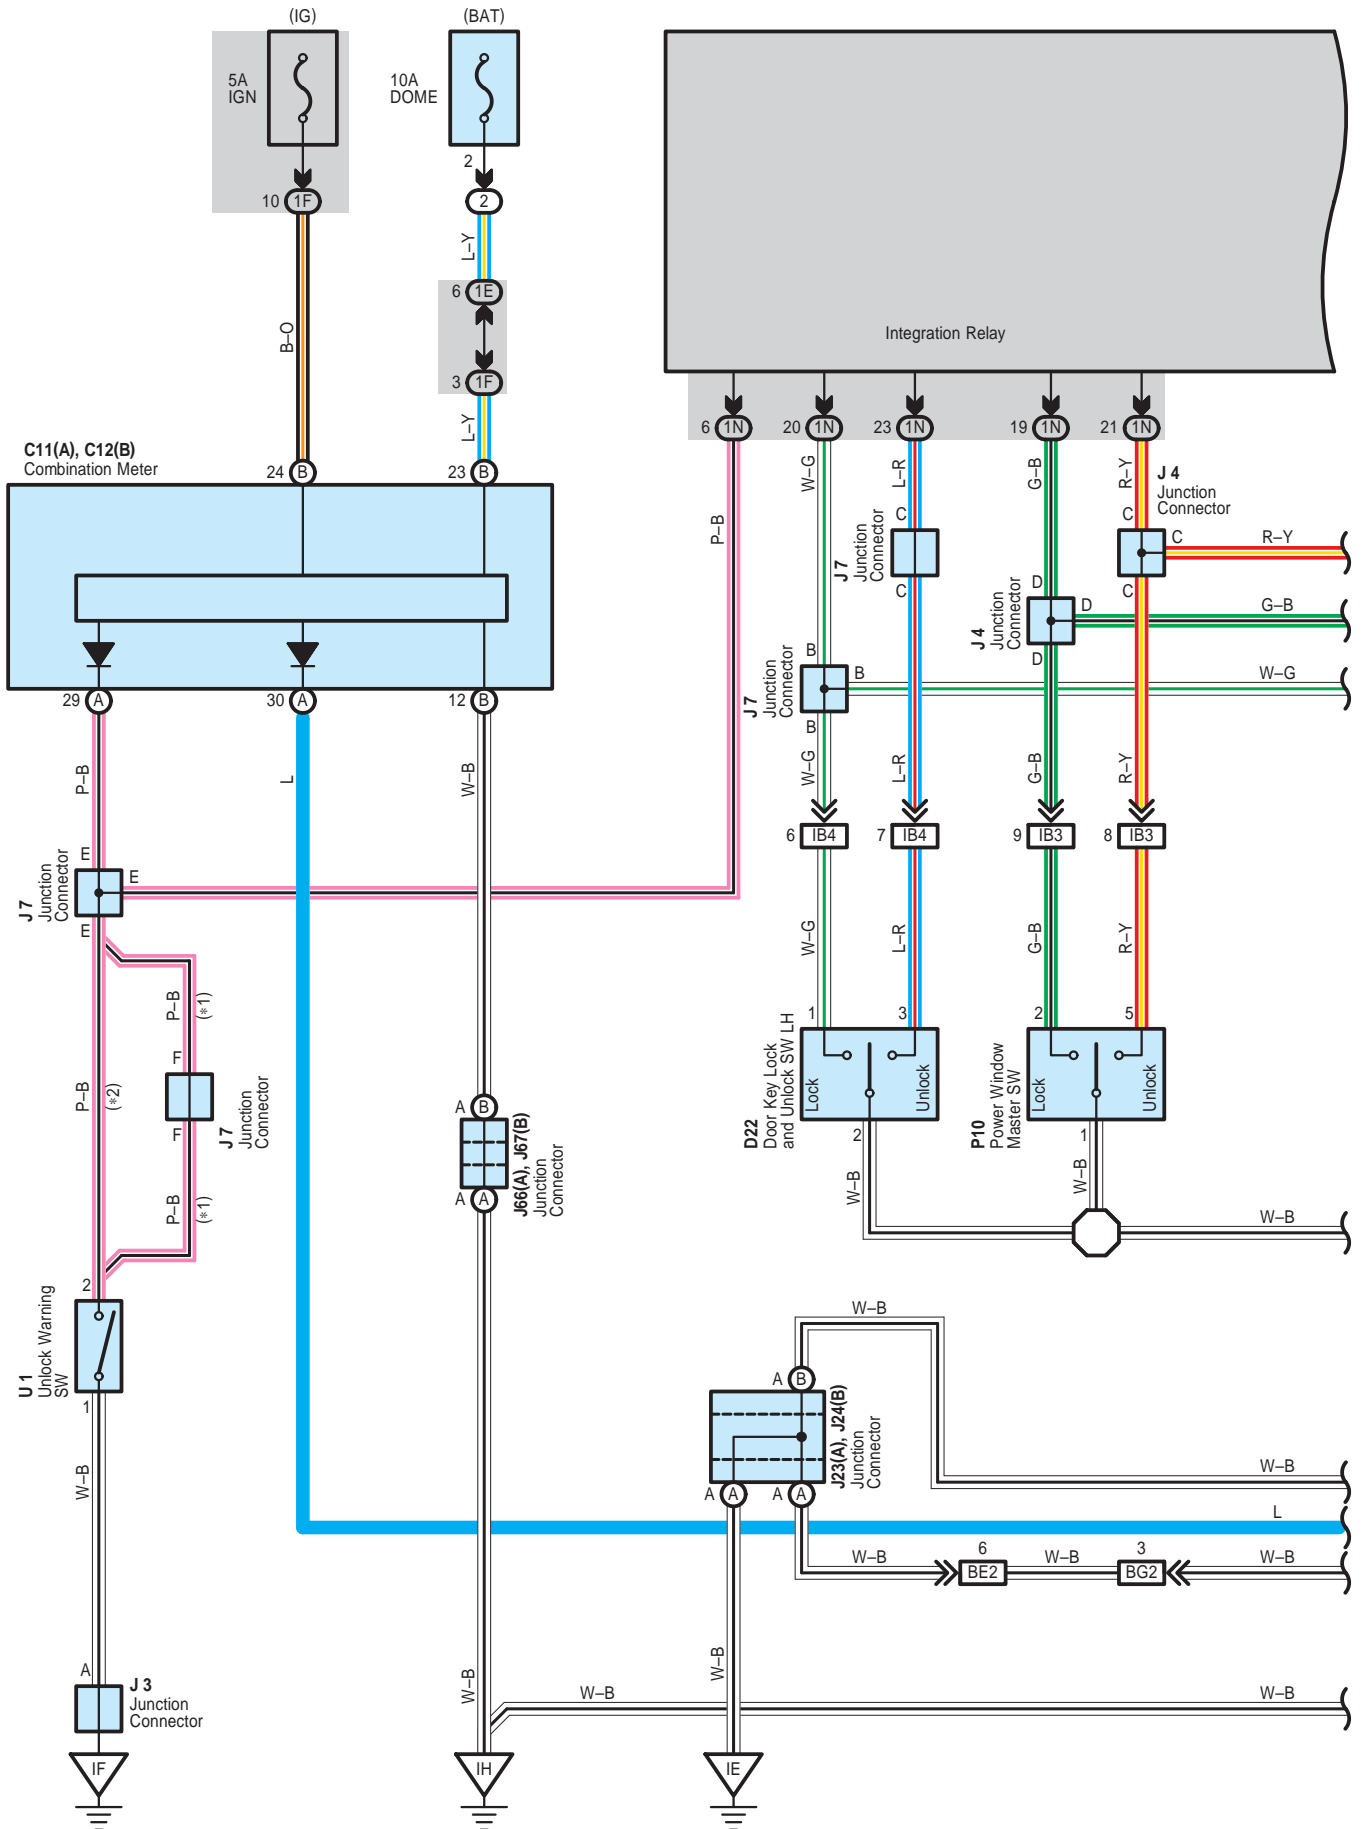 (IG)
(BAT)
5A
IGN
10A
DOME
2
10 1F
2
L–Y
6 1E
B–O
3 1F
L–Y
Integration Relay
6 1N
20 1N
23 1N
19 1N
21 1N
C11(A), C12(B)
Combination Meter
24 B
23 B
P–B
W–G
L–R
G–B
R–Y
J 4
Junction
Connector
C
C
R–Y
C
J 7
Junction
Connector
C
C
J 4
Junction
Connector
D
D
G–B
D
J 7
Junction
Connector
B
B
W–G
B
29 A
30 A
12 B
P–B
L
W–B
W–G
L–R
G–B
R–Y
6 IB4
7 IB4
9 IB3
8 IB3
J 7
Junction
Connector
E
E
E
W–G
L–R
G–B
R–Y
P–B
(*1)
P–B
(*2)
F
F
J 7
Junction
Connector
P–B
(*1)
1
3
2
5
D22
Door Key Lock
and Unlock SW LH
Lock
Unlock
P10
Power Window
Master SW
Lock
Unlock
2
1
W–B
W–B
W–B
A B
A A
J66(A), J67(B)
Junction
Connector
2
U 1
Unlock Warning
SW
1
W–B
W–B
A B
J23(A), J24(B)
Junction
Connector
A A
A A
W–B
L
W–B
6
BE2
W–B
3
BG2
W–B
W–B
W–B
W–B
W–B
A
J 3
Junction
Connector
IF
IH
IE